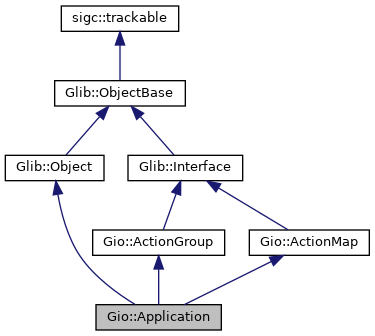 sigc::trackable
Glib::ObjectBase
Glib::Object
Glib::Interface
Gio::ActionGroup
Gio::ActionMap
Gio::Application